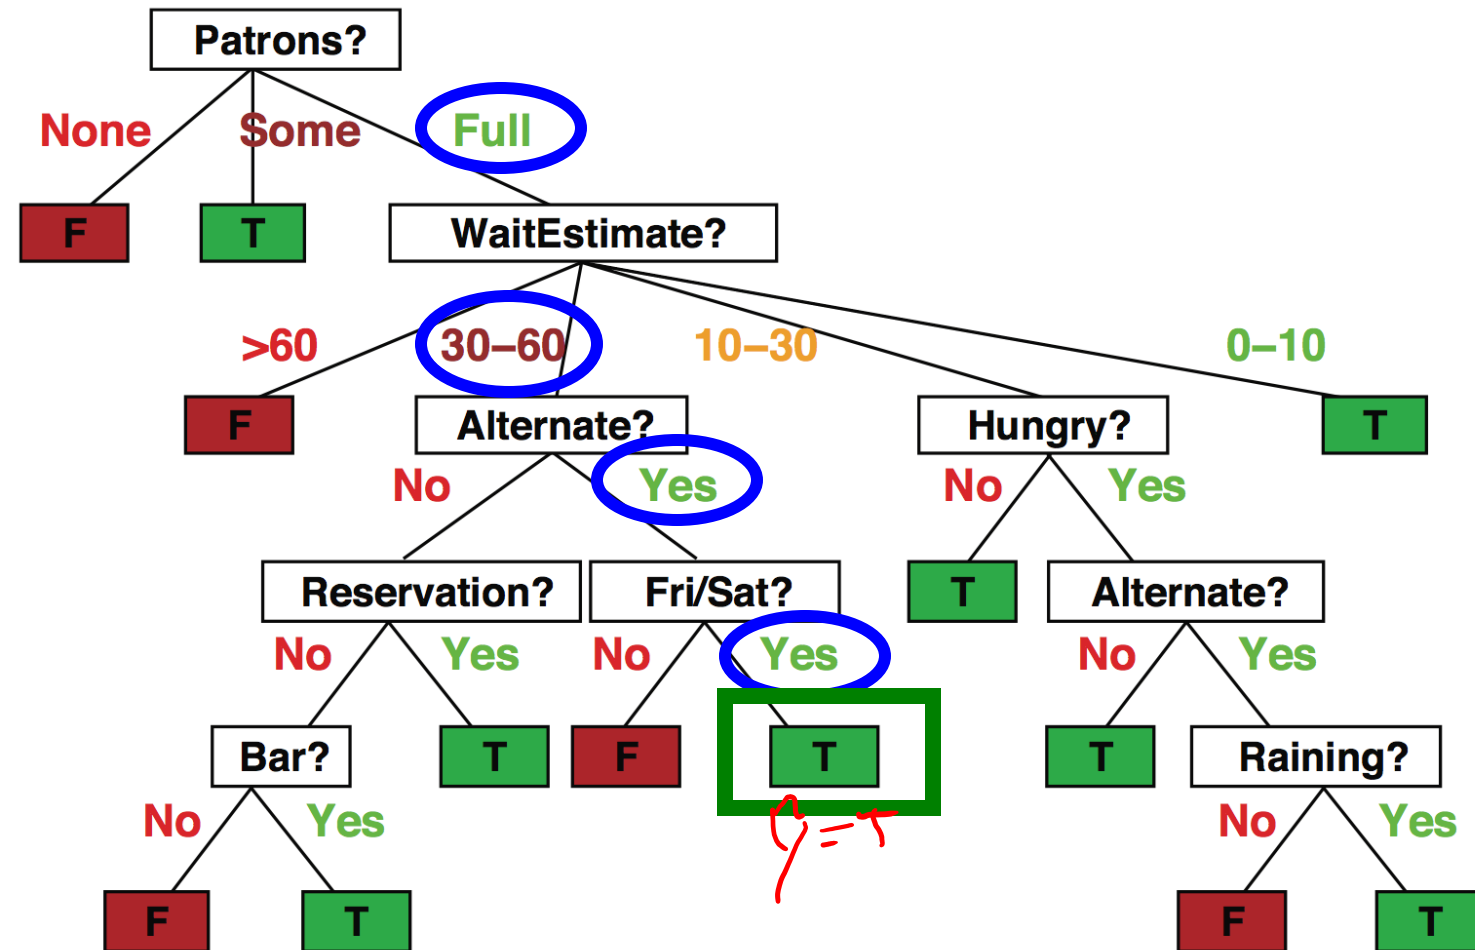 Patrons?
None Some Full
F T WaitEstimate?
>60 30–60 10–30 0–10
F Alternate? Hungry? T
No Yes No Yes
Reservation? Fri/Sat? T Alternate?
No Yes No Yes No Yes
Bar? T F T T Raining?
No Yes No Yes
F T F T